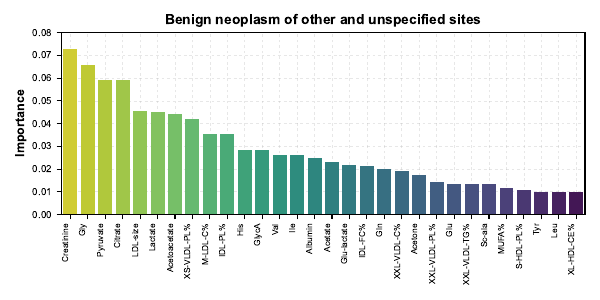 Benign neoplasm of other and unspecified sites
Importance
0.08
0.07
0.06
0.05
0.04
0.03
0.02
0.01
0.00
Creatinine
Gly
Pyruvate
Citrate
LDL-size
Lactate
Acetoacetate
XS-VLDL-PL%
M-LDL-C%
IDL-PL%
His
GlycA
Val
Ile
Albumin
Acetate
Glu-lactate
IDL-FC%
Gln
XXL-VLDL-C%
Acetone
XXL-VLDL-PL%
Glu
XXL-VLDL-TG%
Sc-ala
MUFA%
S-HDL-PL%
Tyr
Leu
XL-HDL-CE%